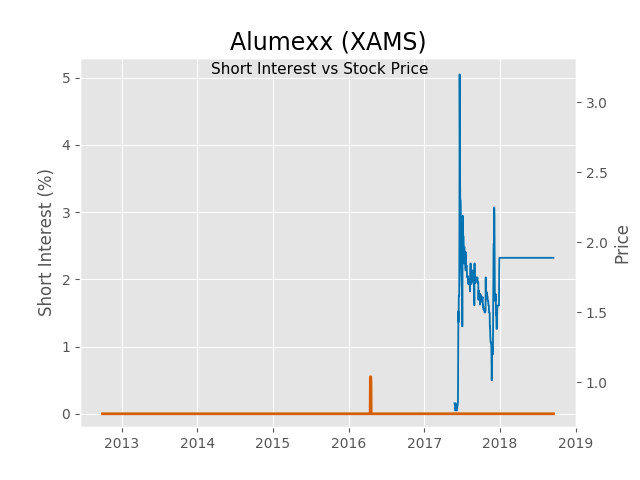 Alumexx (XAMS)
Short Interest vs Stock Price
Short Interest (%)
5
4
3
2
1
0
3.0
2.5
2.0
1.5
1.0
Price
2013 2014 2015 2016 2017 2018 2019